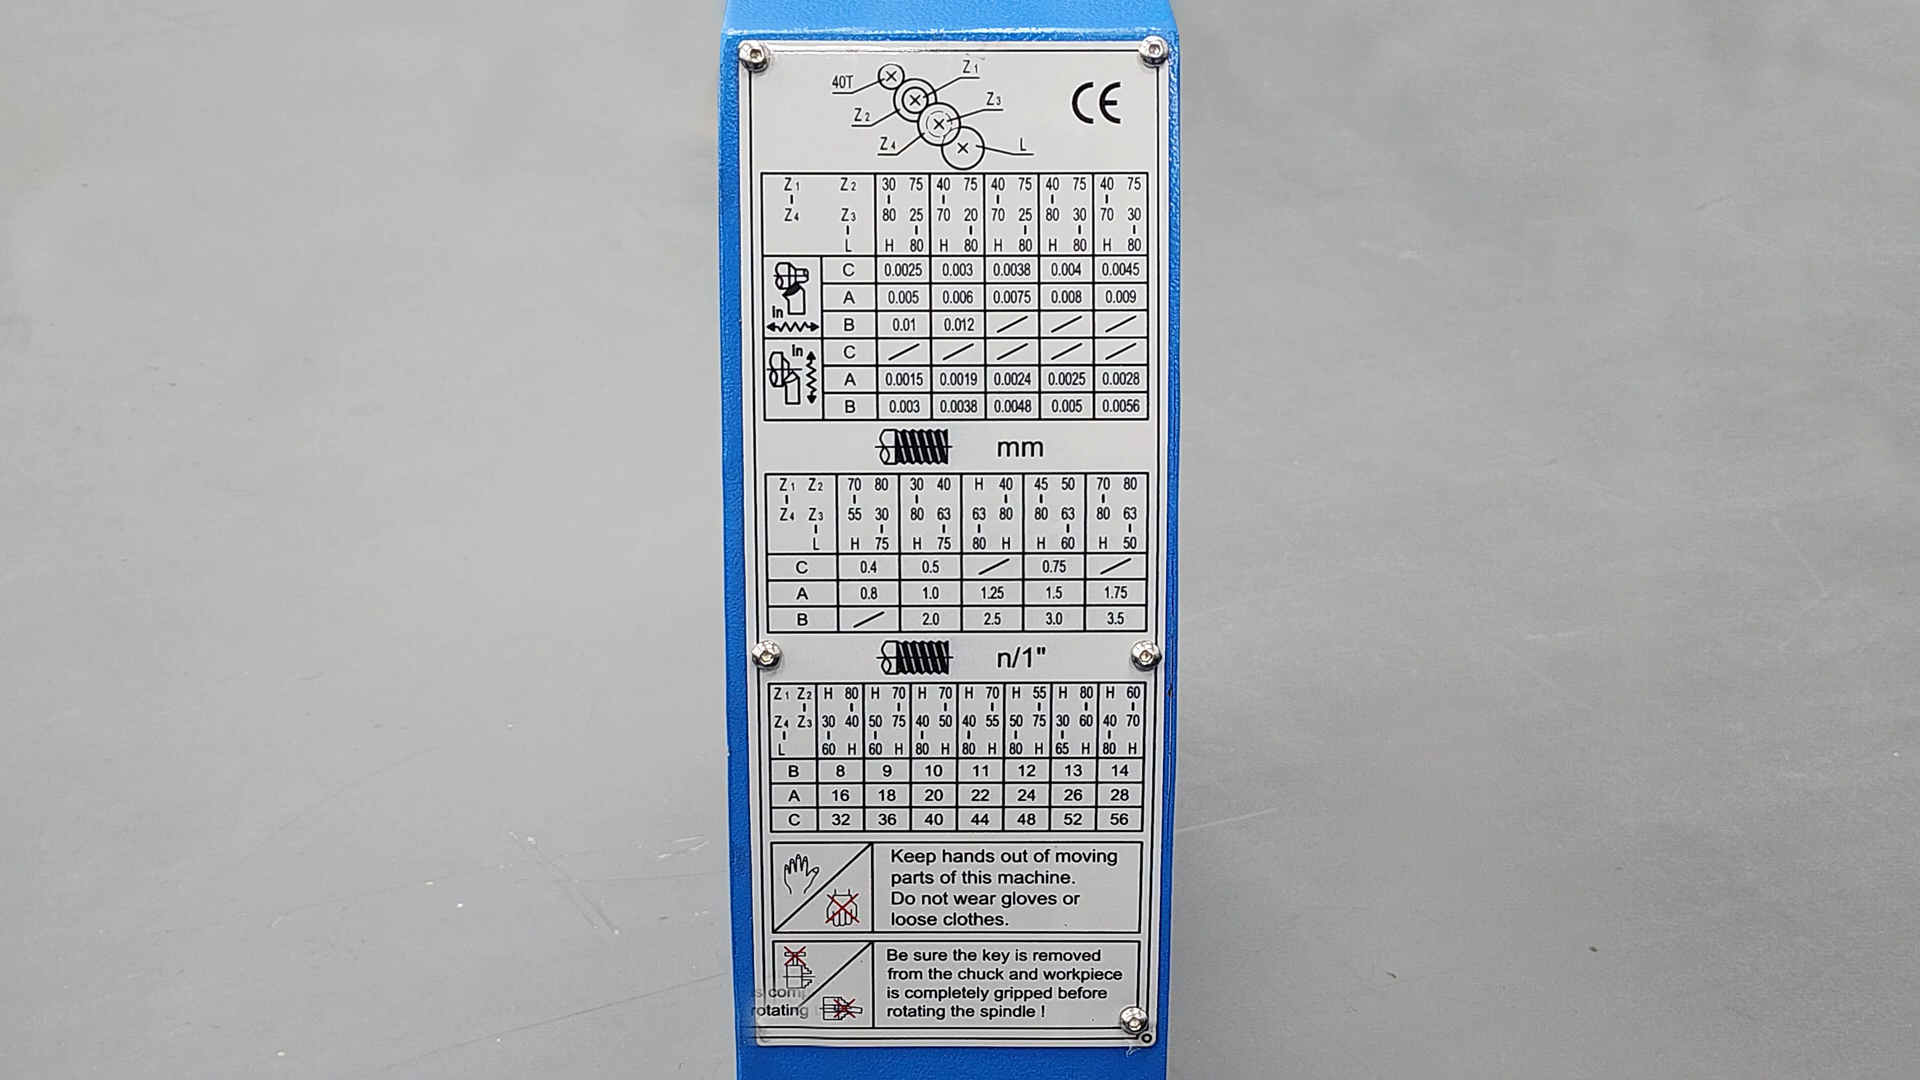 40T Z1 CE
Z2 Z3
Z4 L
Z1 Z2 30 75 40 75 40 75 40 75 40 75
Z4 Z3 80 25 70 20 70 25 80 30 70 30
L H 80 H 80 H 80 H 80 H 80
C 0.0025 0.003 0.0038 0.004 0.0045
A 0.005 0.006 0.0075 0.008 0.009
in B 0.01 0.012
in C
A 0.0015 0.0019 0.0024 0.0025 0.0028
B 0.003 0.0038 0.0048 0.005 0.0056
mm
Z1 Z2 70 80 30 40 H 40 45 50 70 80
Z4 Z3 55 30 80 63 63 80 80 63 80 63
L H 75 H 75 80 H H 60 H 50
C 0.4 0.5 0.75
A 0.8 1.0 1.25 1.5 1.75
B 2.0 2.5 3.0 3.5
n/1"
Z1 Z2 H 80 H 70 H 70 H 70 H 55 H 80 H 60
Z4 Z3 30 40 50 75 40 50 40 55 50 75 30 60 40 70
L 60 H 60 H 80 H 80 H 80 H 65 H 80 H
B 8 9 10 11 12 13 14
A 16 18 20 22 24 26 28
C 32 36 40 44 48 52 56
Keep hands out of moving
parts of this machine.
Do not wear gloves or
loose clothes.
Be sure the key is removed
from the chuck and workpiece
is completely gripped before
rotating the spindle !